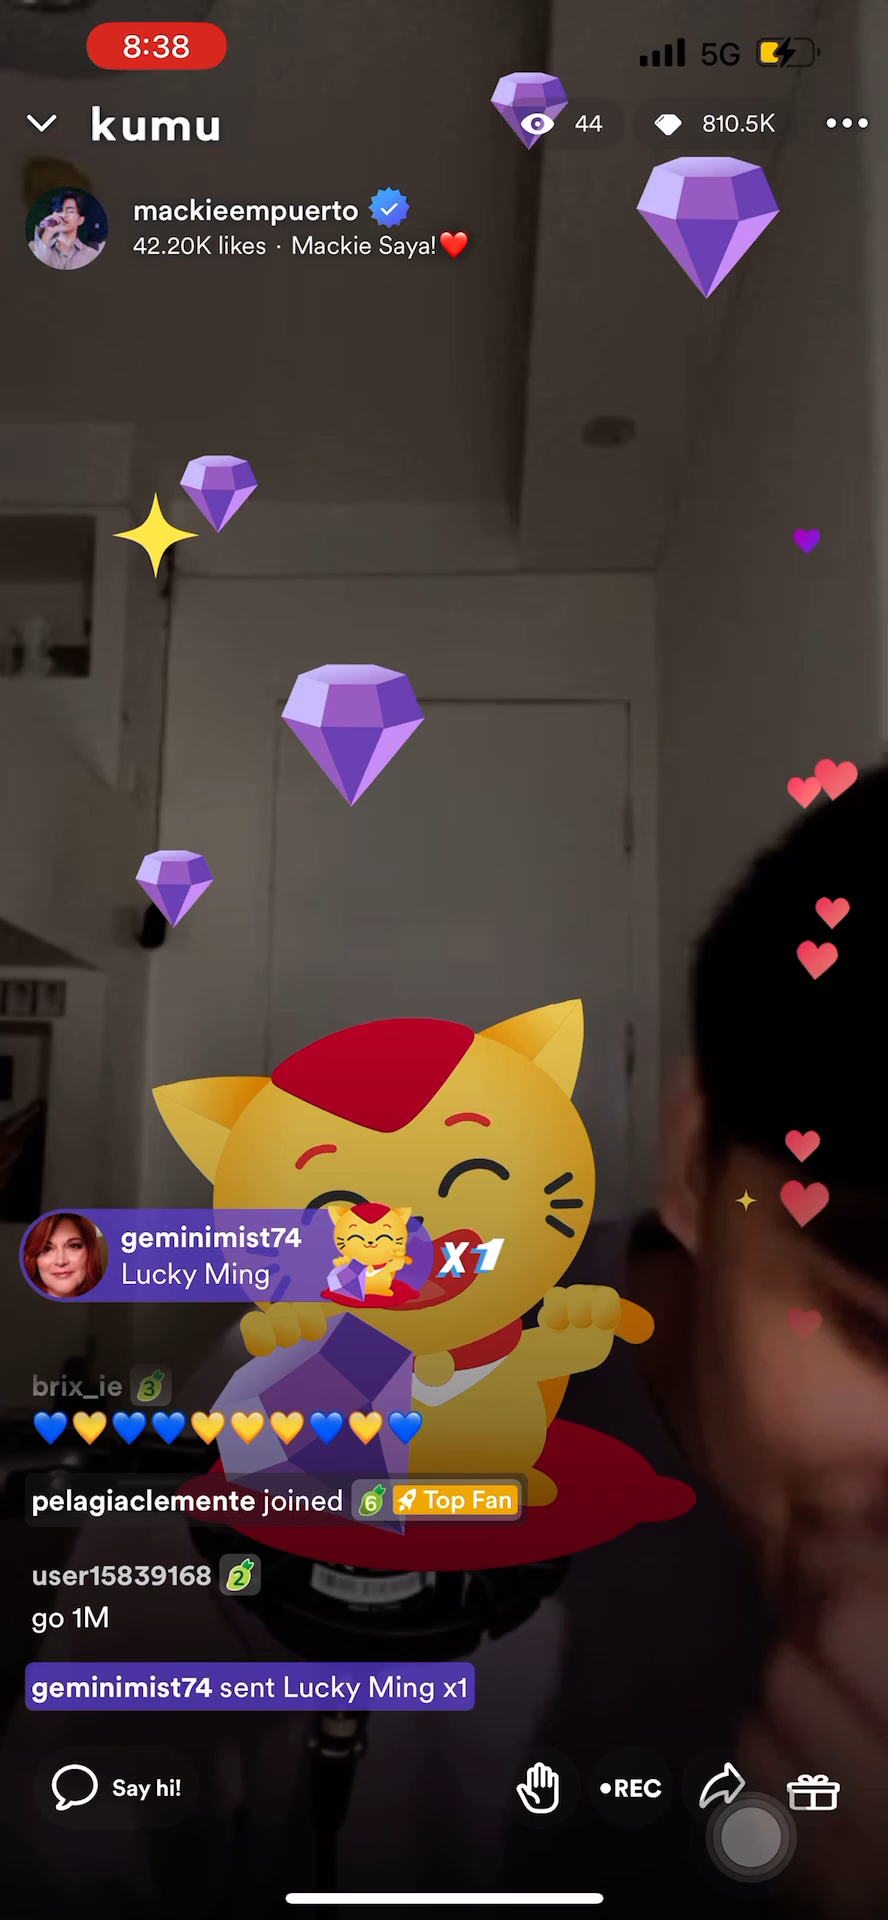 8:38
5G
kumu
44
810.5K
mackieempuerto
42.20K likes · Mackie Saya!❤️
geminimist74
Lucky Ming
X1
brix_ie 3
💙💛💙💙💛💛💛💙💛💙
pelagiaclemente joined 6 Top Fan
user15839168 2
go 1M
geminimist74 sent Lucky Ming x1
Say hi!
•REC